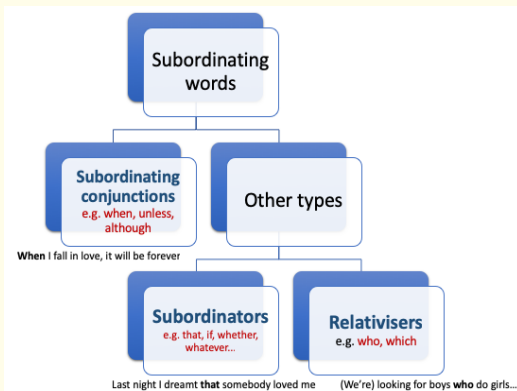 Subordinating
words
Subordinating
conjunctions
e.g. when, unless,
although
Other types
When I fall in love, it will be forever
Subordinators
e.g. that, if, whether,
whatever...
Relativisers
e.g. who, which
Last night I dreamt that somebody loved me
(We're) looking for boys who do girls...